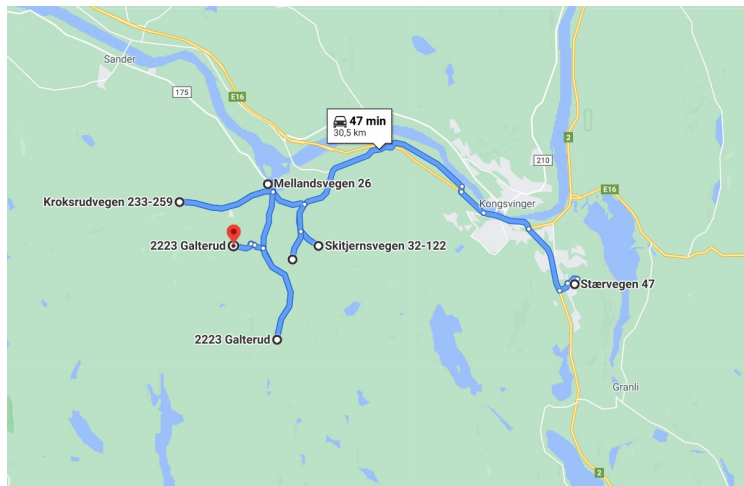 Sander
175
E16
47 min
30,5 km
2
210
Mellandsvegen 26
E16
Kroksrudvegen 233-259
Kongsvinger
2223 Galterud
Skitjernsvegen 32-122
Stærvegen 47
2223 Galterud
Granli
2